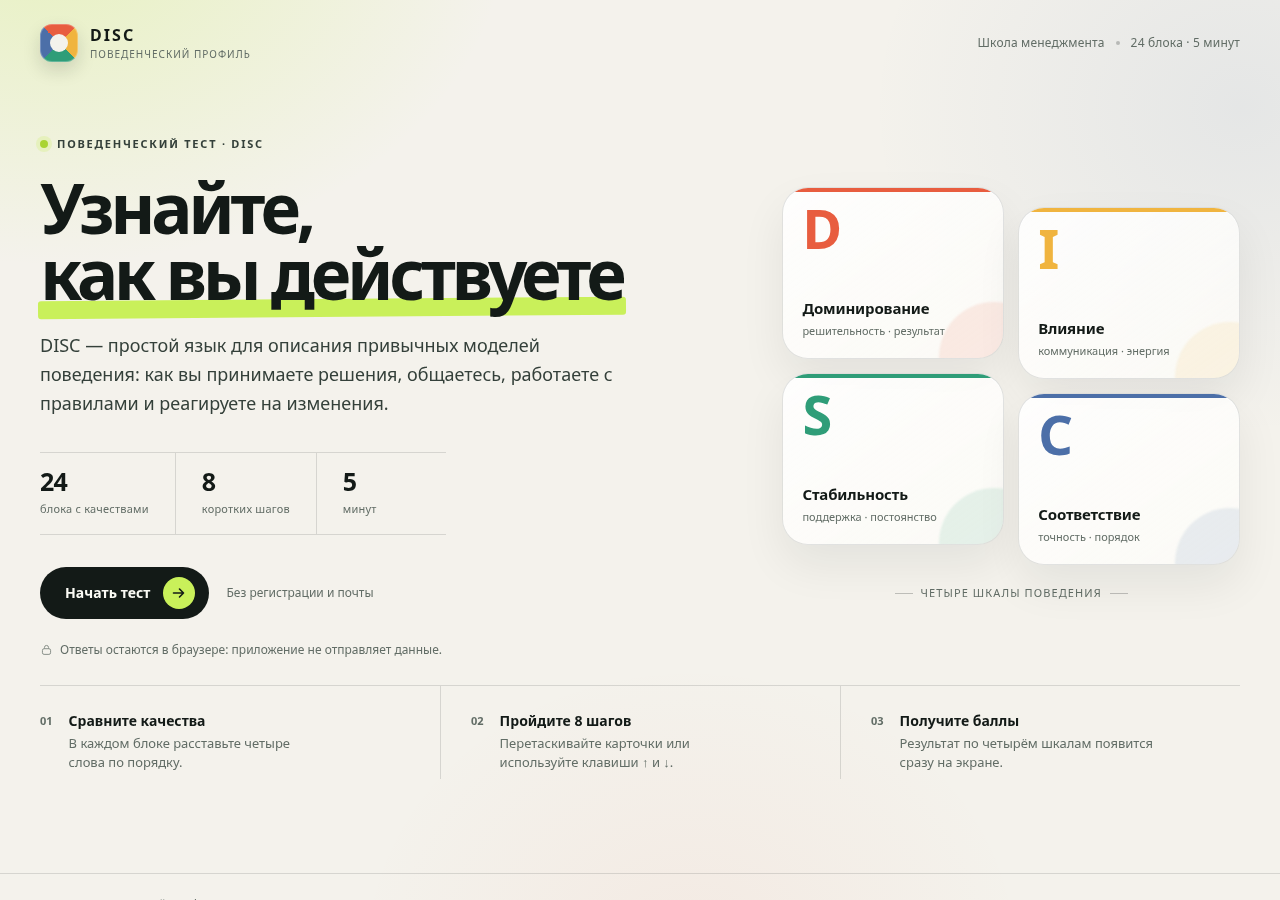 DISC
ПОВЕДЕНЧЕСКИЙ ПРОФИЛЬ
Школа менеджмента • 24 блока · 5 минут
ПОВЕДЕНЧЕСКИЙ ТЕСТ · DISC
Узнайте,
как вы действуете
DISC — простой язык для описания привычных моделей
поведения: как вы принимаете решения, общаетесь, работаете с
правилами и реагируете на изменения.
24
блока с качествами
8
коротких шагов
5
минут
Начать тест →
Без регистрации и почты
Ответы остаются в браузере: приложение не отправляет данные.
D
Доминирование
решительность · результат
I
Влияние
коммуникация · энергия
S
Стабильность
поддержка · постоянство
C
Соответствие
точность · порядок
ЧЕТЫРЕ ШКАЛЫ ПОВЕДЕНИЯ
01
Сравните качества
В каждом блоке расставьте четыре
слова по порядку.
02
Пройдите 8 шагов
Перетаскивайте карточки или
используйте клавиши ↑ и ↓.
03
Получите баллы
Результат по четырём шкалам появится
сразу на экране.